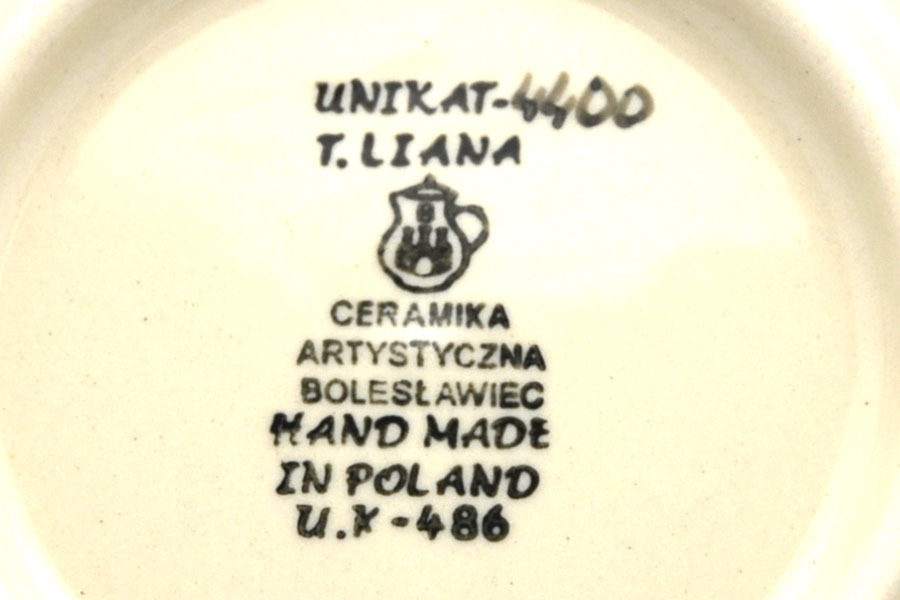 UNIKAT-4400
T. LIANA
CERAMIKA
ARTYSTYCZNA
BOLESŁAWIEC
HAND MADE
IN POLAND
U.X-486